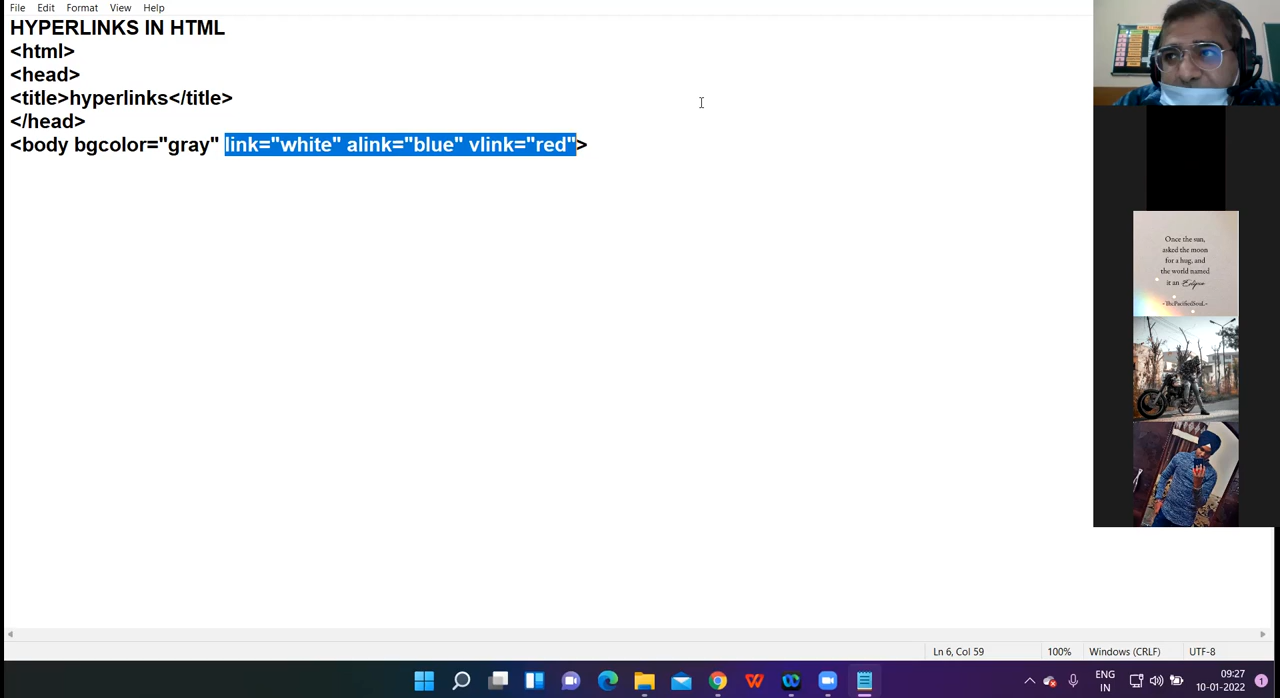 File Edit Format View Help
HYPERLINKS IN HTML
<html>
<head>
<title>hyperlinks</title>
</head>
<body bgcolor="gray" link="white" alink="blue" vlink="red">
Once the sun,
asked the moon
for a hug, and
the world named
it an Eclipse
Ln 6, Col 59
100%
Windows (CRLF)
UTF-8
ENG
IN
09:27
10-01-2022
1